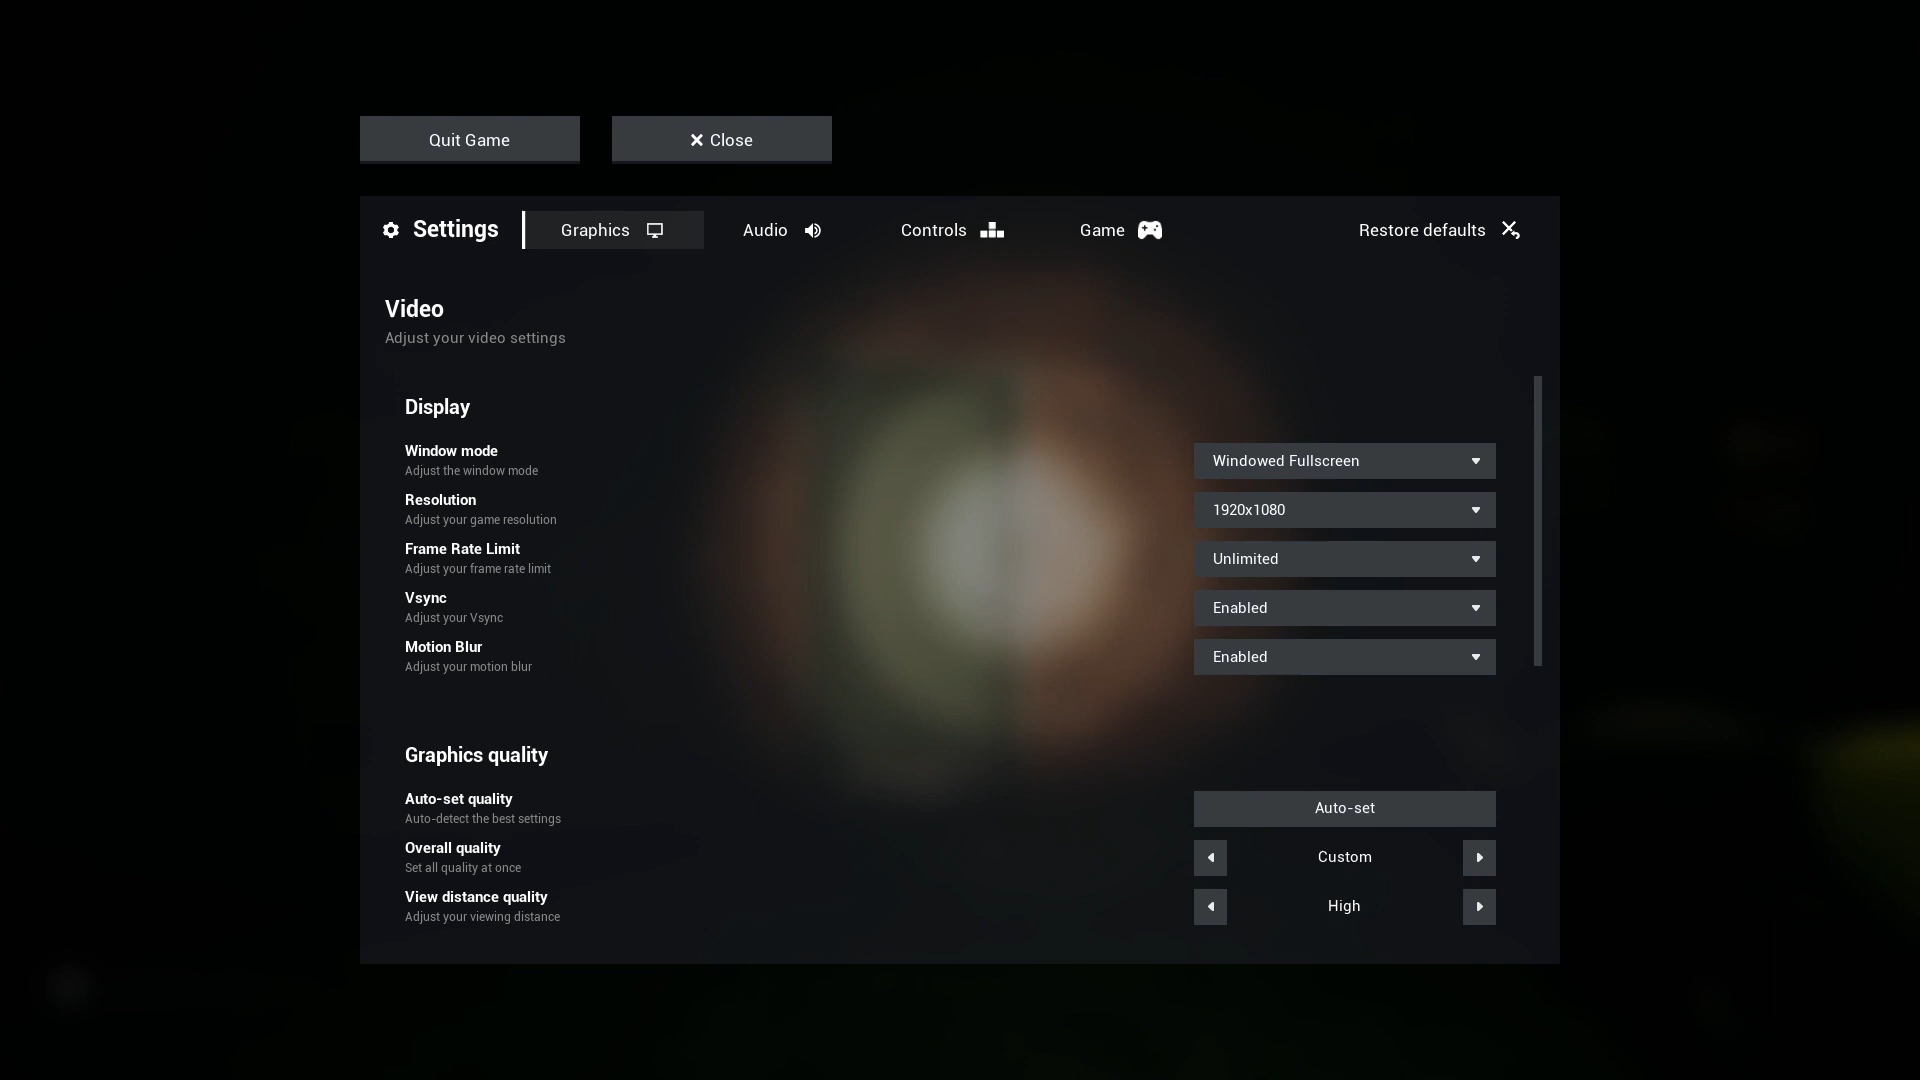 Quit Game
Close
Settings
Graphics
Audio
Controls
Game
Restore defaults
Video
Adjust your video settings
Display
Window mode
Adjust the window mode
Windowed Fullscreen
Resolution
Adjust your game resolution
1920x1080
Frame Rate Limit
Adjust your frame rate limit
Unlimited
Vsync
Adjust your Vsync
Enabled
Motion Blur
Adjust your motion blur
Enabled
Graphics quality
Auto-set quality
Auto-detect the best settings
Auto-set
Overall quality
Set all quality at once
Custom
View distance quality
Adjust your viewing distance
High